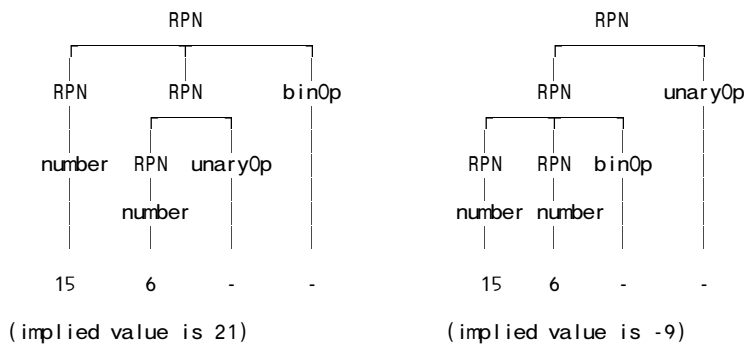 RPN RPN
RPN RPN binOp RPN unaryOp
number RPN unaryOp RPN RPN binOp
number number number
15 6 - - 15 6 - -
(implied value is 21) (implied value is -9)